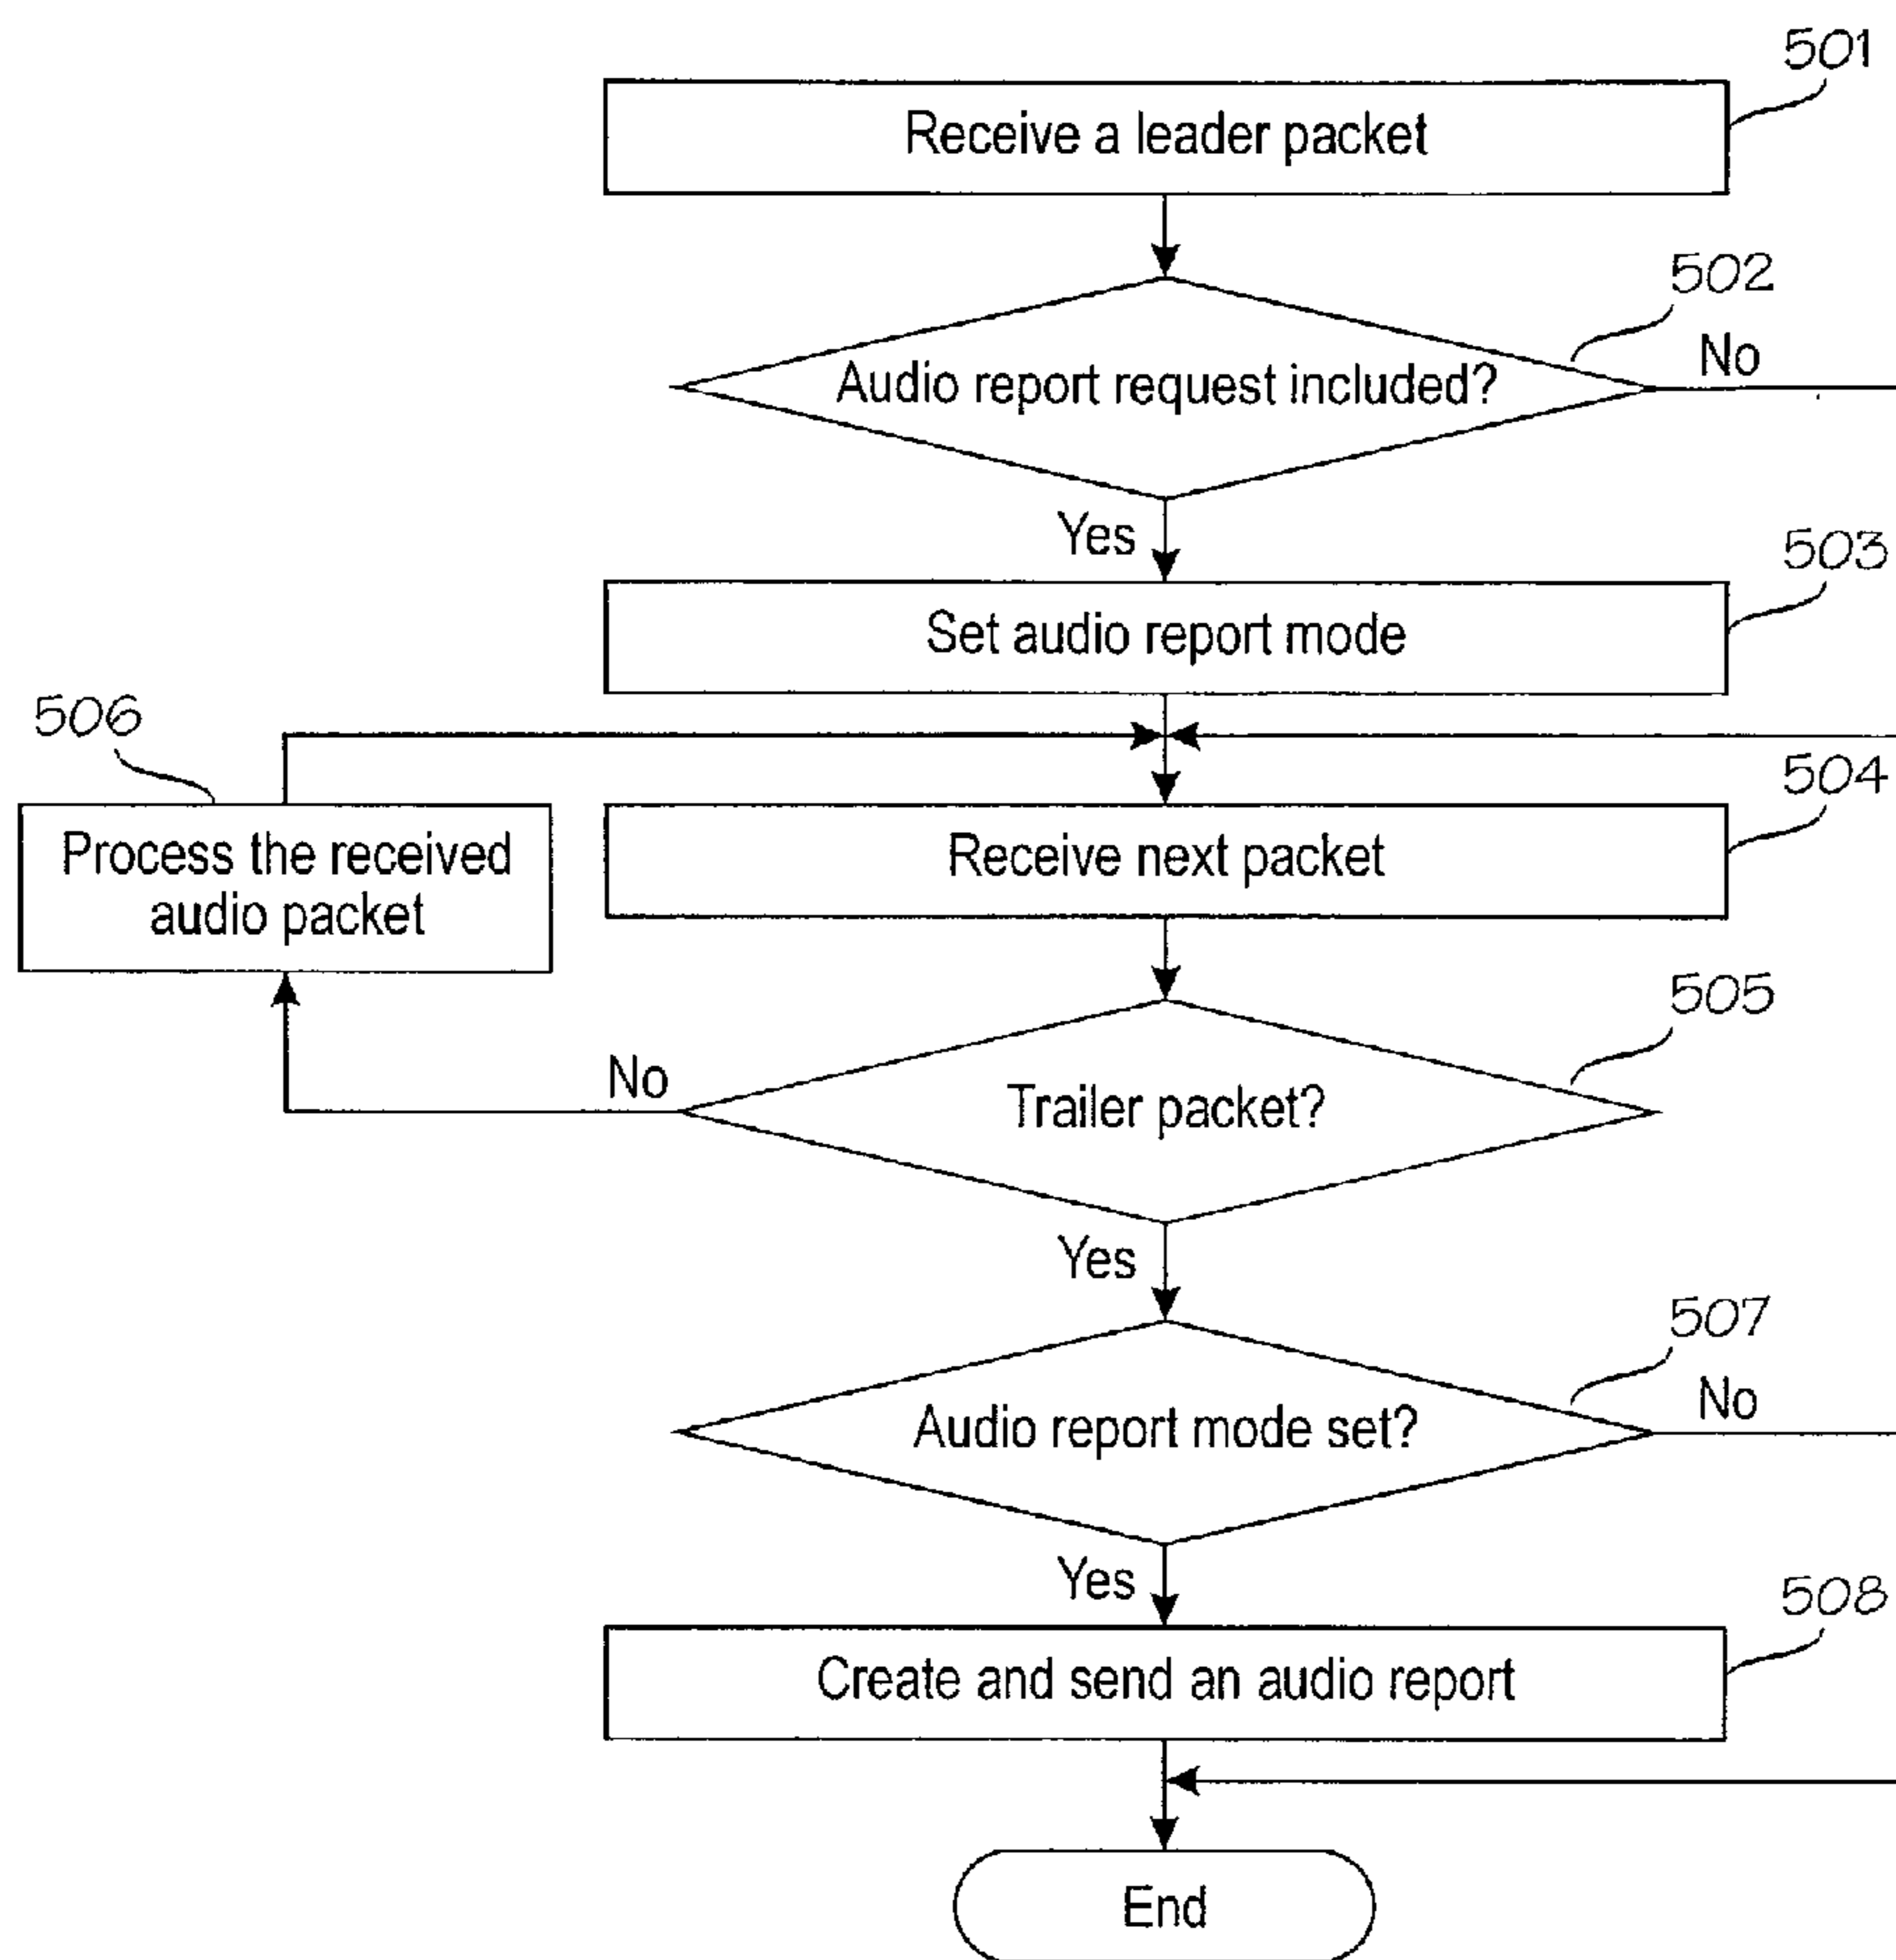 501
Receive a leader packet
502
Audio report request included?
No
Yes
503
Set audio report mode
506
504
Process the received
audio packet
Receive next packet
505
No
Trailer packet?
Yes
507
Audio report mode set?
No
Yes
508
Create and send an audio report
End